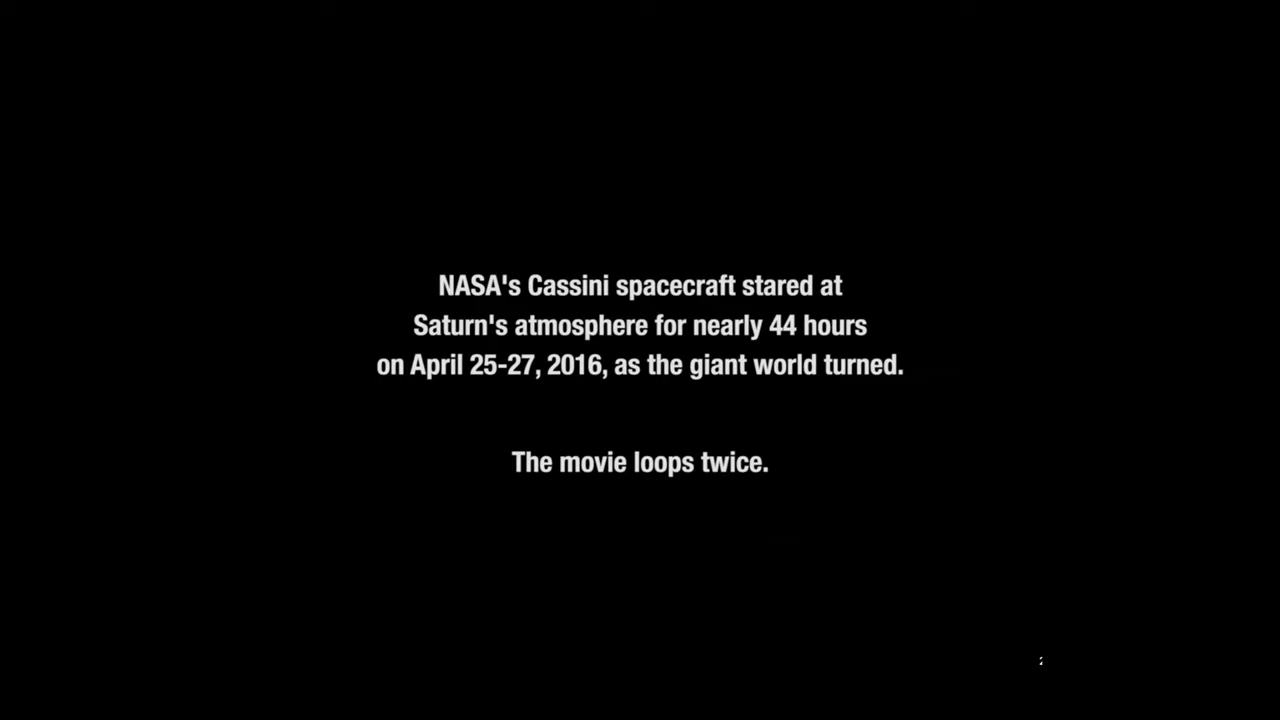 NASA's Cassini spacecraft stared at
Saturn's atmosphere for nearly 44 hours
on April 25-27, 2016, as the giant world turned.
The movie loops twice.